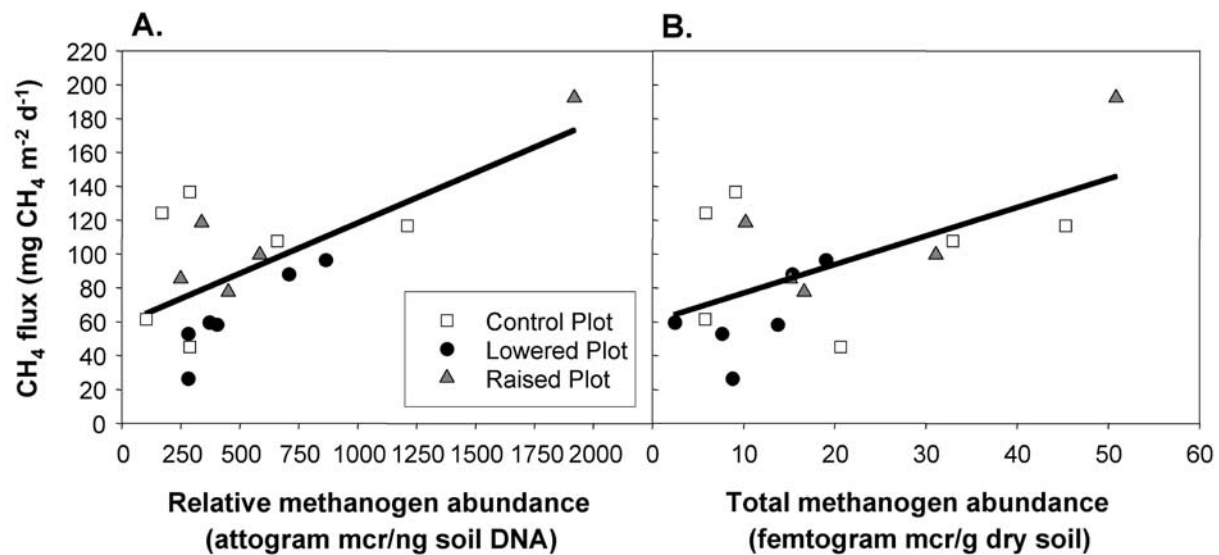 A.
B.
CH₄ flux (mg CH₄ m⁻² d⁻¹)
220
200
180
160
140
120
100
80
60
40
20
0
Control Plot
Lowered Plot
Raised Plot
0 250 500 750 1000 1250 1500 1750 2000
0 10 20 30 40 50 60
Relative methanogen abundance
(attogram mcr/ng soil DNA)
Total methanogen abundance
(femtogram mcr/g dry soil)